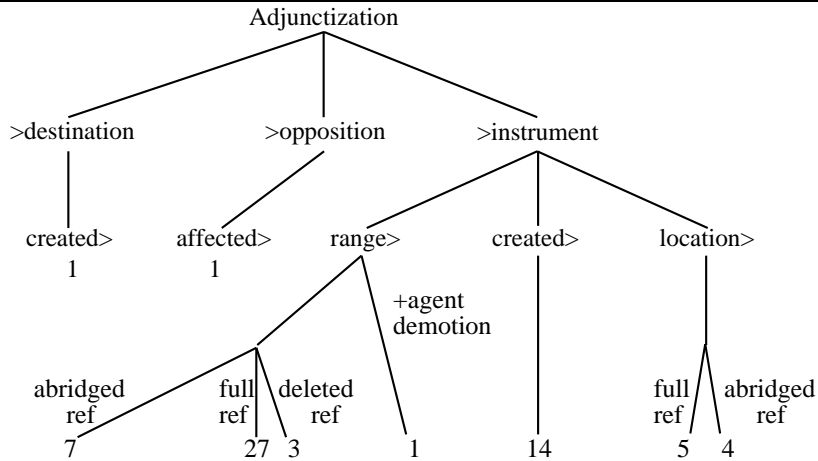 Adjunctization
>destination >opposition >instrument
created> affected> range> created> location>
1 1
+agent
demotion
abridged full deleted full abridged
ref ref ref ref ref
7 27 3 1 14 5 4